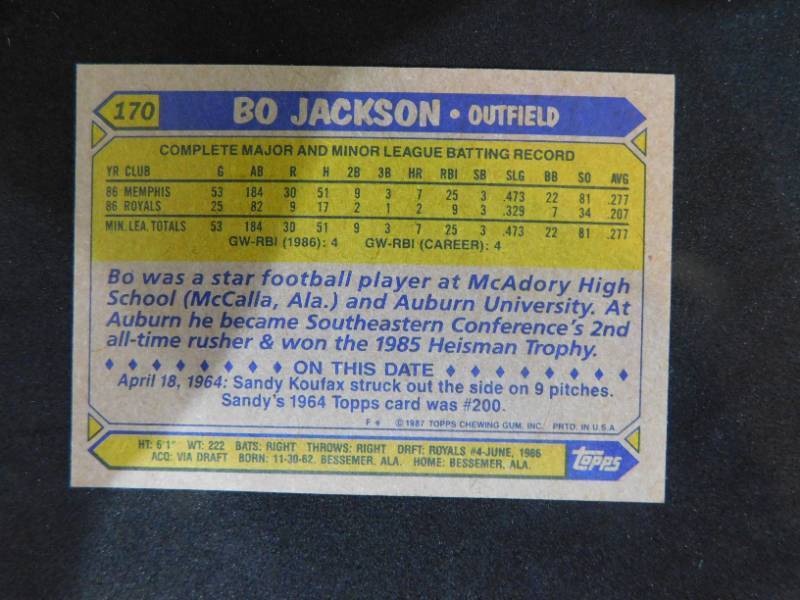 170 BO JACKSON • OUTFIELD
COMPLETE MAJOR AND MINOR LEAGUE BATTING RECORD
YR CLUB G AB R H 2B 3B HR RBI SB SLG BB SO AVG
86 MEMPHIS 53 184 30 51 9 3 7 25 3 .473 22 81 .277
86 ROYALS 25 82 9 17 2 1 2 9 3 .329 7 34 .207
MIN. LEA. TOTALS 53 184 30 51 9 3 7 25 3 .473 22 81 .277
GW-RBI (1986): 4 GW-RBI (CAREER): 4
Bo was a star football player at McAdory High
School (McCalla, Ala.) and Auburn University. At
Auburn he became Southeastern Conference's 2nd
all-time rusher & won the 1985 Heisman Trophy.
♦ ♦ ♦ ♦ ♦ ♦ ♦ ON THIS DATE ♦ ♦ ♦ ♦ ♦ ♦ ♦ ♦
April 18, 1964: Sandy Koufax struck out the side on 9 pitches.
Sandy's 1964 Topps card was #200.
F * ©1987 TOPPS CHEWING GUM, INC. PRTD. IN U.S.A.
HT: 6'1" WT: 222 BATS: RIGHT THROWS: RIGHT DRFT: ROYALS #4-JUNE, 1986
ACQ: VIA DRAFT BORN: 11-30-62, BESSEMER, ALA. HOME: BESSEMER, ALA.
TOPPS